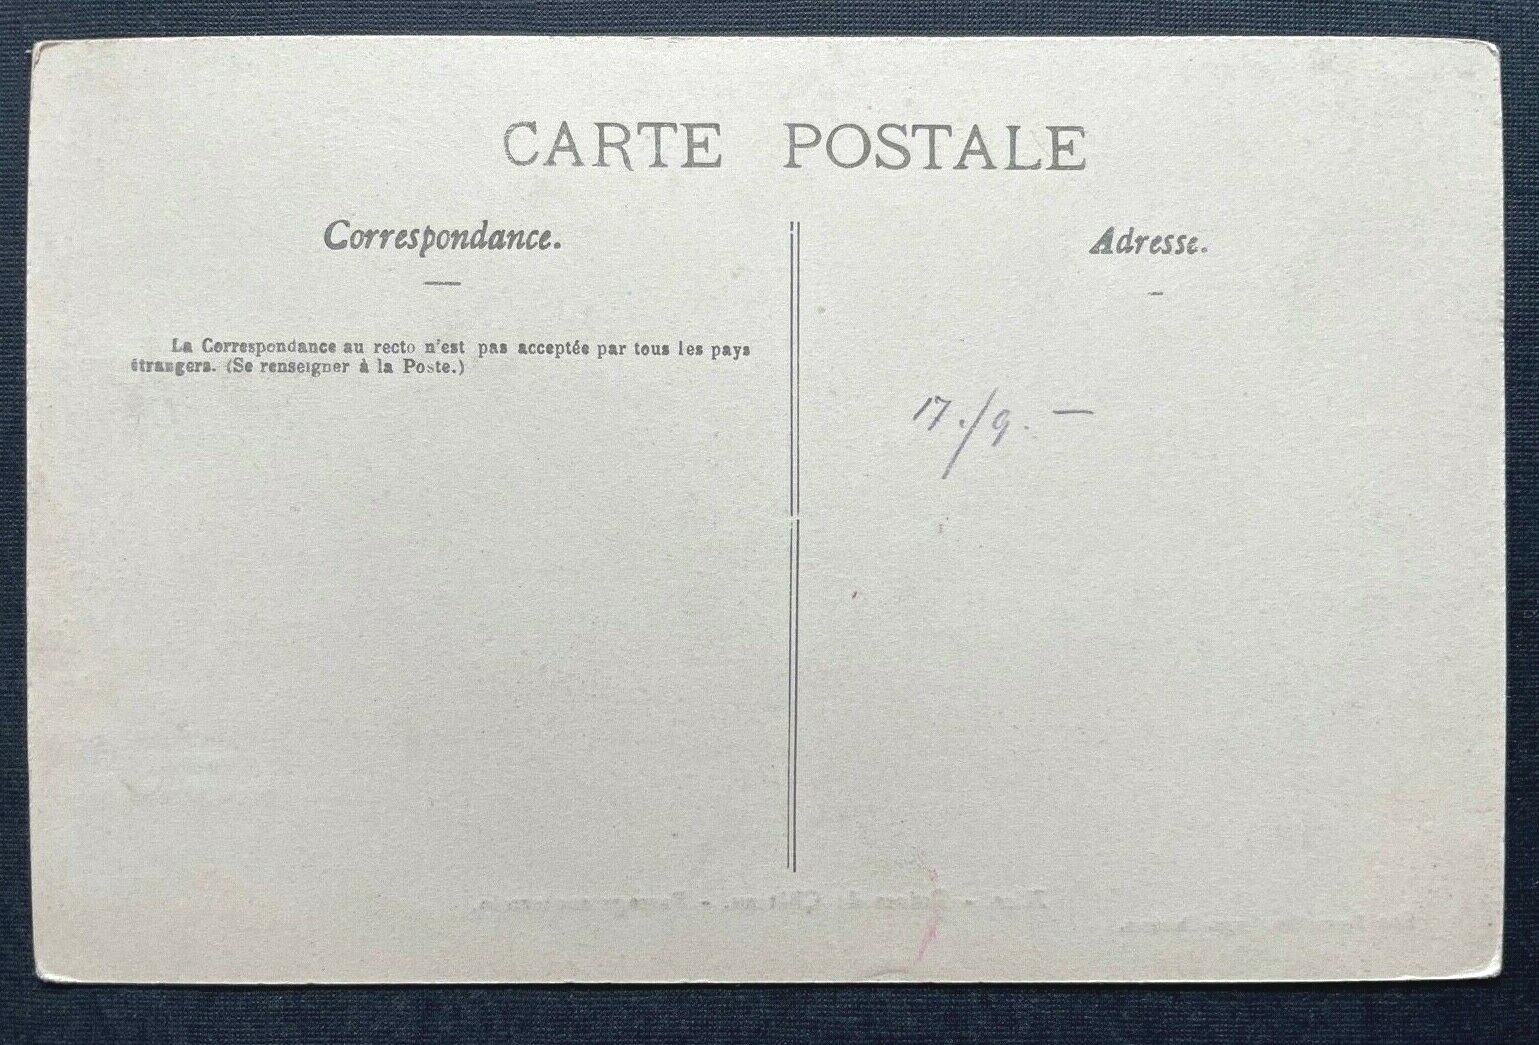 CARTE POSTALE
Correspondance.
Adresse.
La Correspondance au recto n'est pas acceptée par tous les pays
étrangers. (Se renseigner à la Poste.)
17./9. —